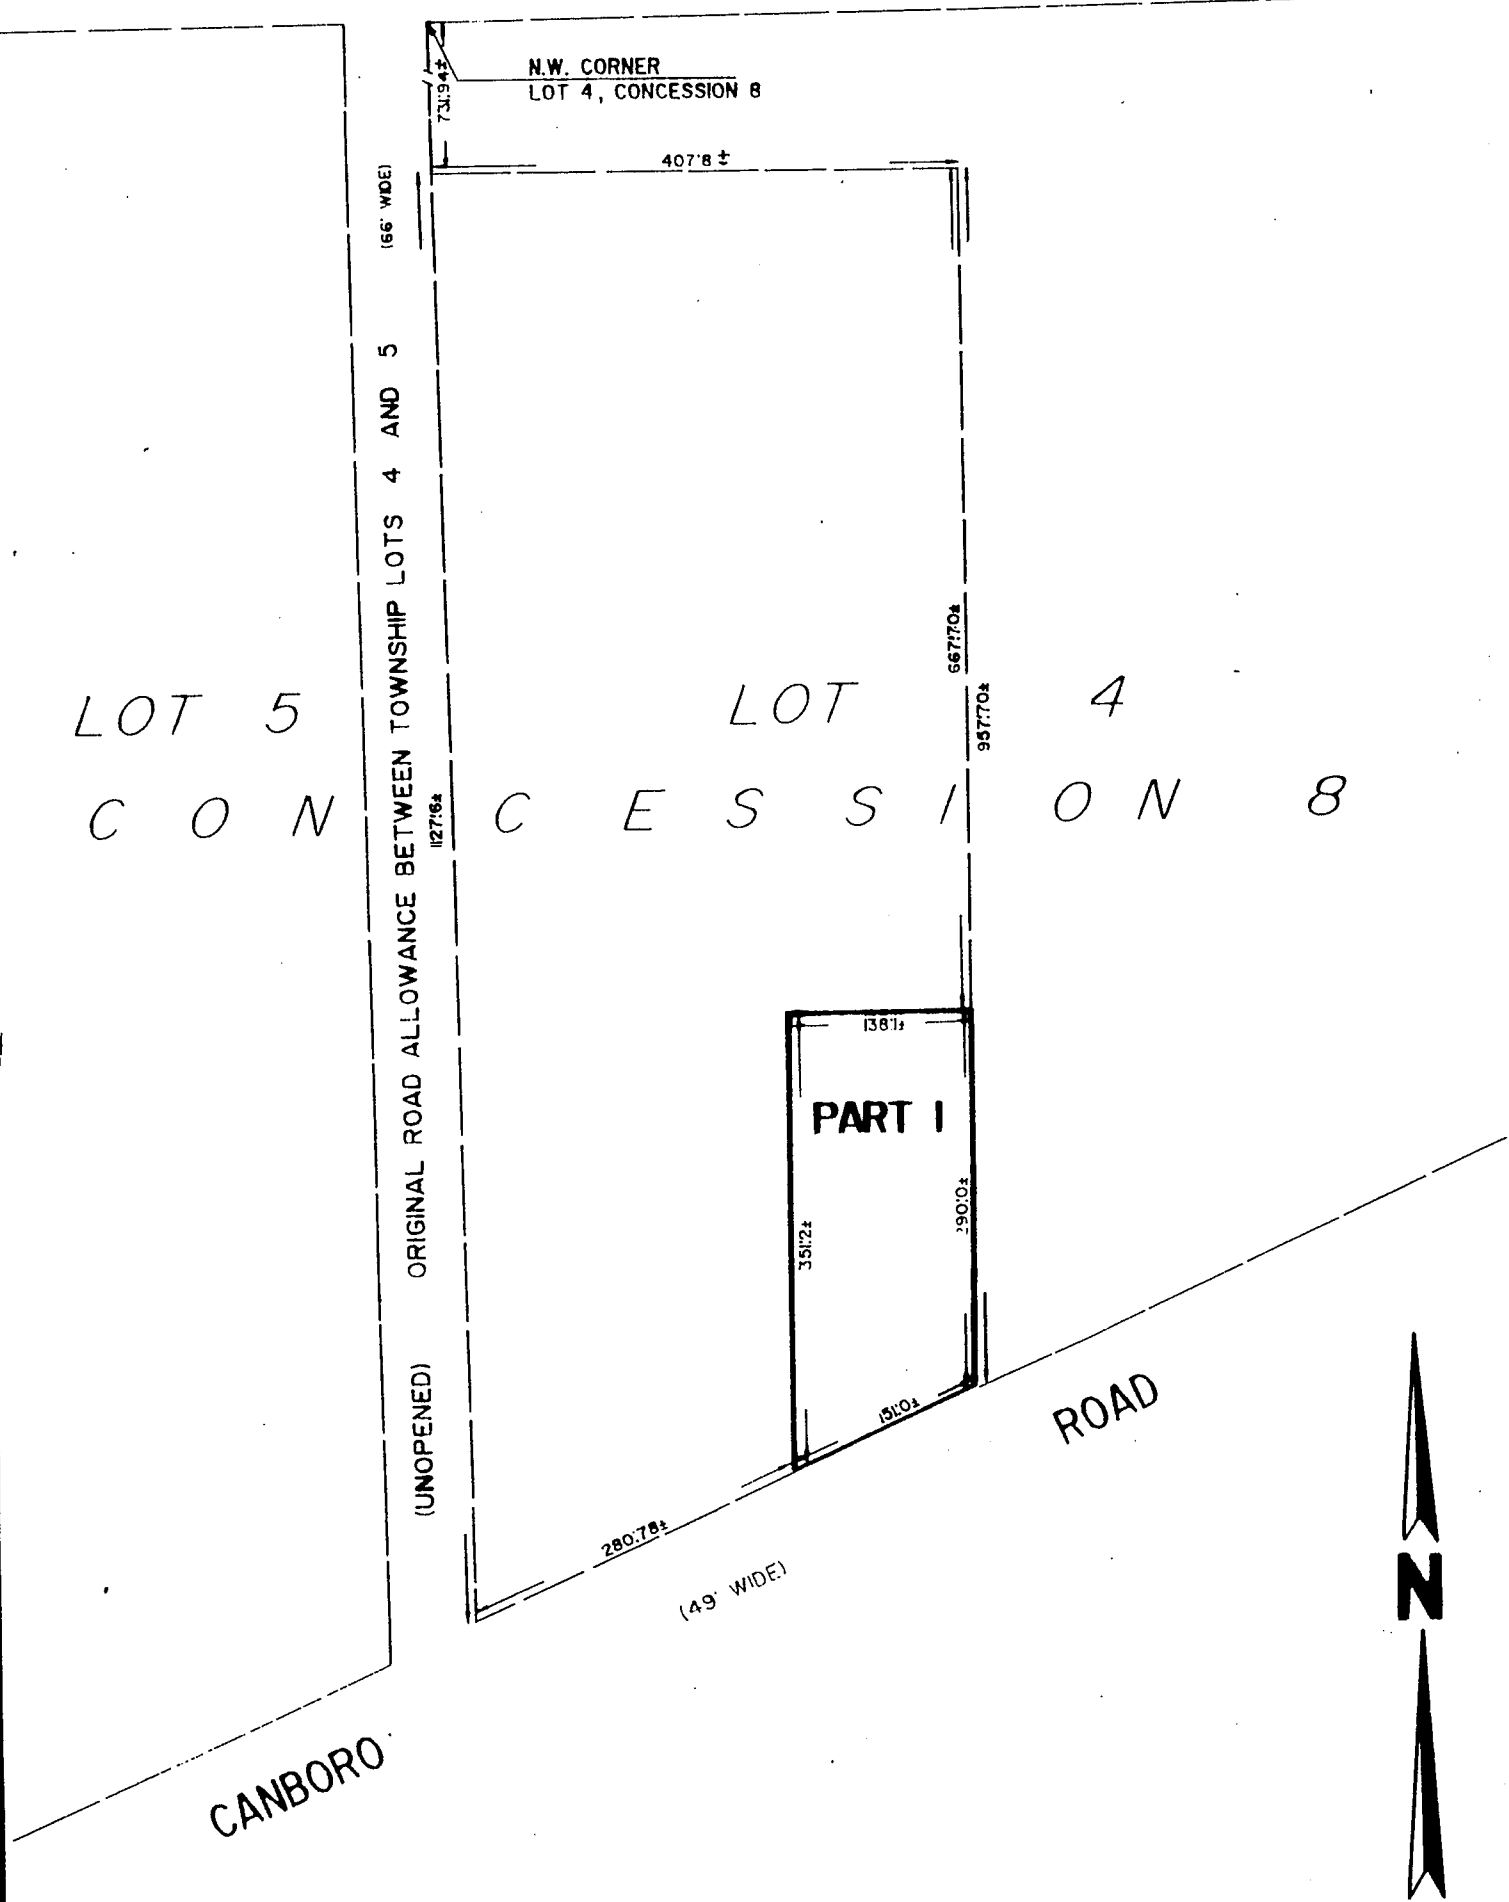 N.W. CORNER
LOT 4, CONCESSION 8
731.94±
407.8 ±
(66' WIDE)
ORIGINAL ROAD ALLOWANCE BETWEEN TOWNSHIP LOTS 4 AND 5
(UNOPENED)
667.70±
957.70±
LOT 5
LOT 4
CONCESSION 8
1127.6±
138.1±
PART 1
351.2±
290.0±
151.0±
280.78±
(49' WIDE)
CANBORO ROAD
N